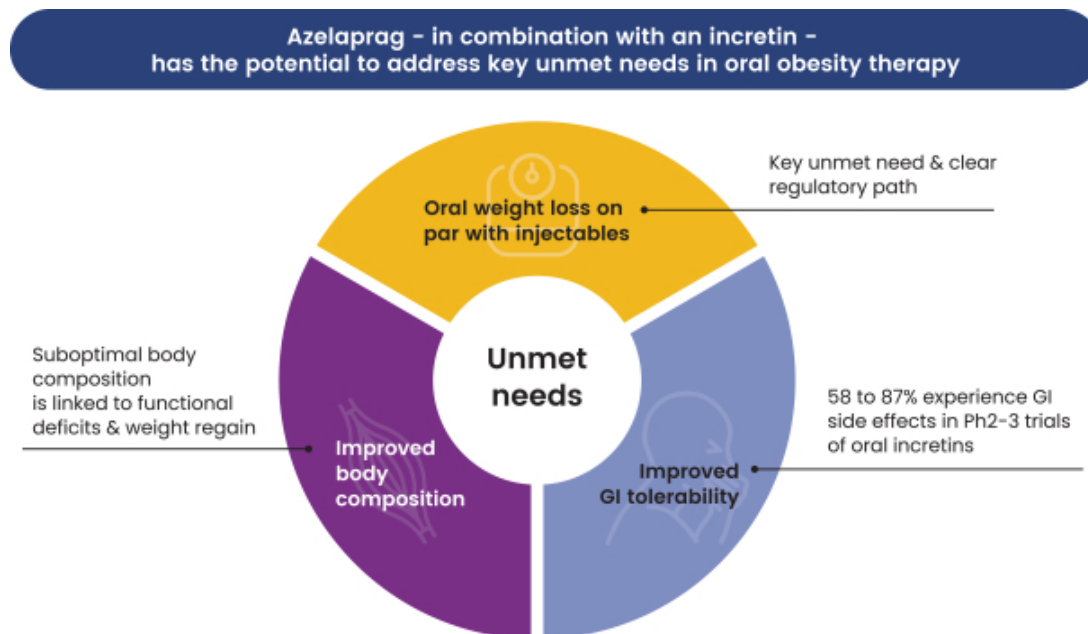 Azelaprag - in combination with an incretin -
has the potential to address key unmet needs in oral obesity therapy
Key unmet need & clear
regulatory path
Oral weight loss on
par with injectables
Unmet
needs
Suboptimal body
composition
is linked to functional
deficits & weight regain
Improved
body
composition
58 to 87% experience GI
side effects in Ph2-3 trials
of oral incretins
Improved
GI tolerability